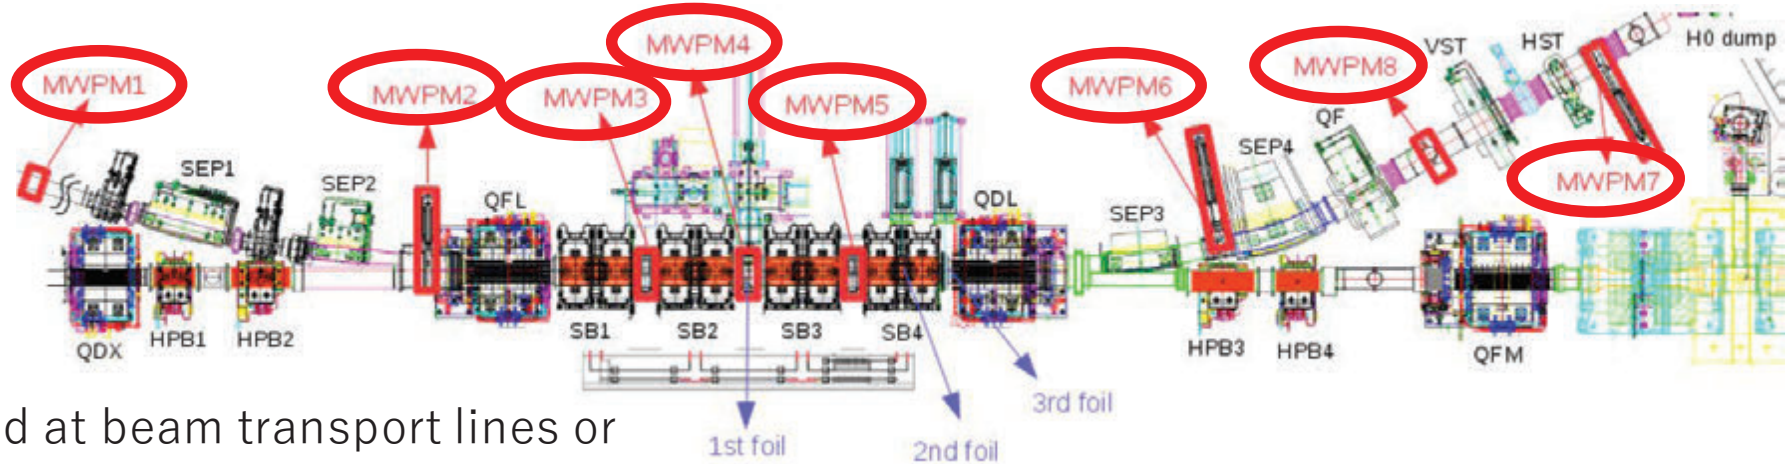 MWPM1
MWPM2
MWPM3
MWPM4
MWPM5
MWPM6
MWPM8
MWPM7
VST
HST
H0 dump
QF
SEP1
SEP2
QFL
QDL
SEP3
SEP4
QDX
HPB1
HPB2
SB1
SB2
SB3
SB4
HPB3
HPB4
QFM
1st foil
2nd foil
3rd foil
d at beam transport lines or